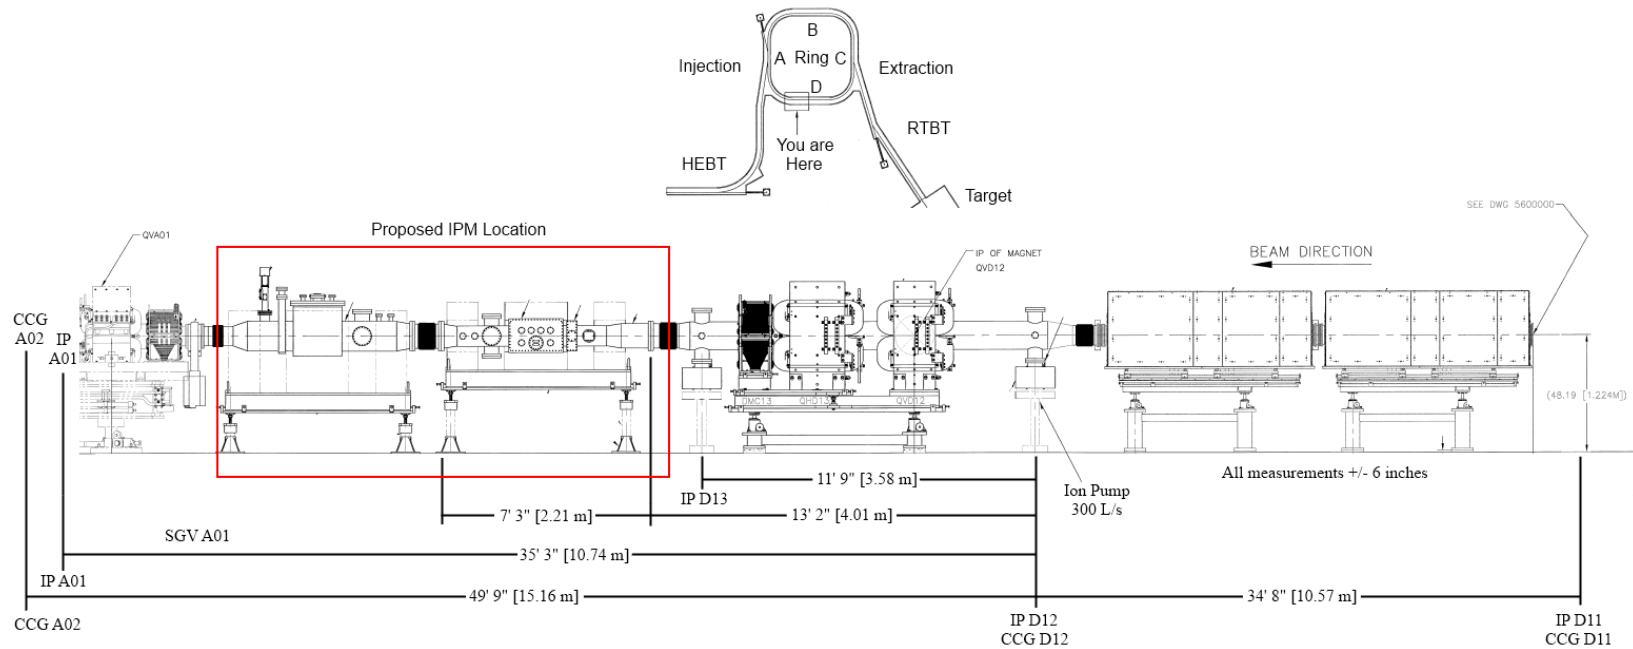 B
Injection
A
Ring
C
Extraction
D
RTBT
You are
Here
HEBT
Target
SEE DWG 5600000
Proposed IPM Location
QVA01
BEAM DIRECTION
IP OF MAGNET
QVD12
CCG
A02
IP
A01
(48.19 [1.224M])
DMC13
QHD13
QVD12
11' 9" [3.58 m]
All measurements +/- 6 inches
IP D13
Ion Pump
300 L/s
7' 3" [2.21 m]
13' 2" [4.01 m]
SGV A01
35' 3" [10.74 m]
IP A01
49' 9" [15.16 m]
34' 8" [10.57 m]
CCG A02
IP D12
CCG D12
IP D11
CCG D11